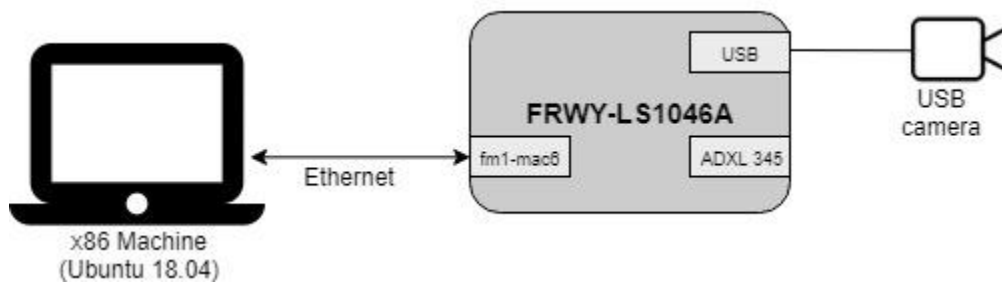 USB
FRWY-LS1046A
USB
camera
fm1-mac6
ADXL 345
Ethernet
x86 Machine
(Ubuntu 18.04)